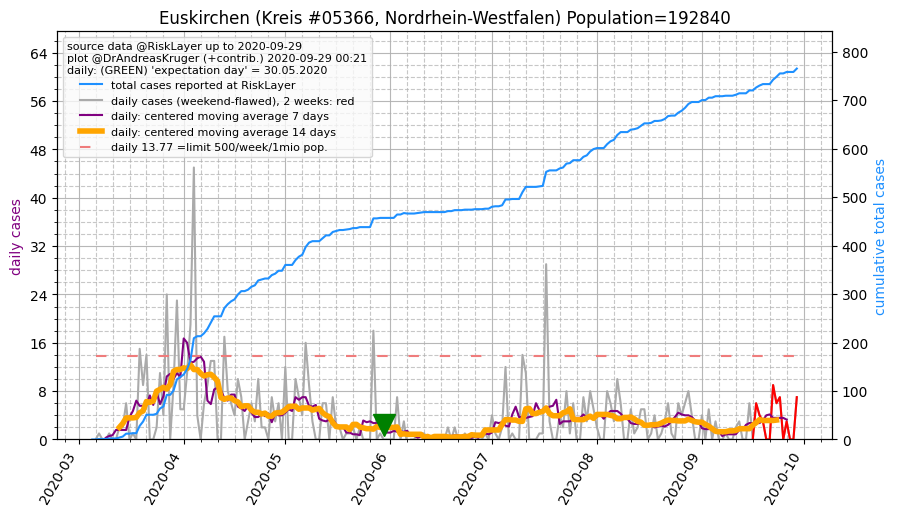 Euskirchen (Kreis #05366, Nordrhein-Westfalen) Population=192840
source data @RiskLayer up to 2020-09-29
plot @DrAndreasKruger (+contrib.) 2020-09-29 00:21
daily: (GREEN) 'expectation day' = 30.05.2020
total cases reported at RiskLayer
daily cases (weekend-flawed), 2 weeks: red
daily: centered moving average 7 days
daily: centered moving average 14 days
daily 13.77 =limit 500/week/1mio pop.
daily cases
64
56
48
40
32
24
16
8
0
800
700
600
500
400
300
200
100
0
cumulative total cases
2020-03
2020-04
2020-05
2020-06
2020-07
2020-08
2020-09
2020-10